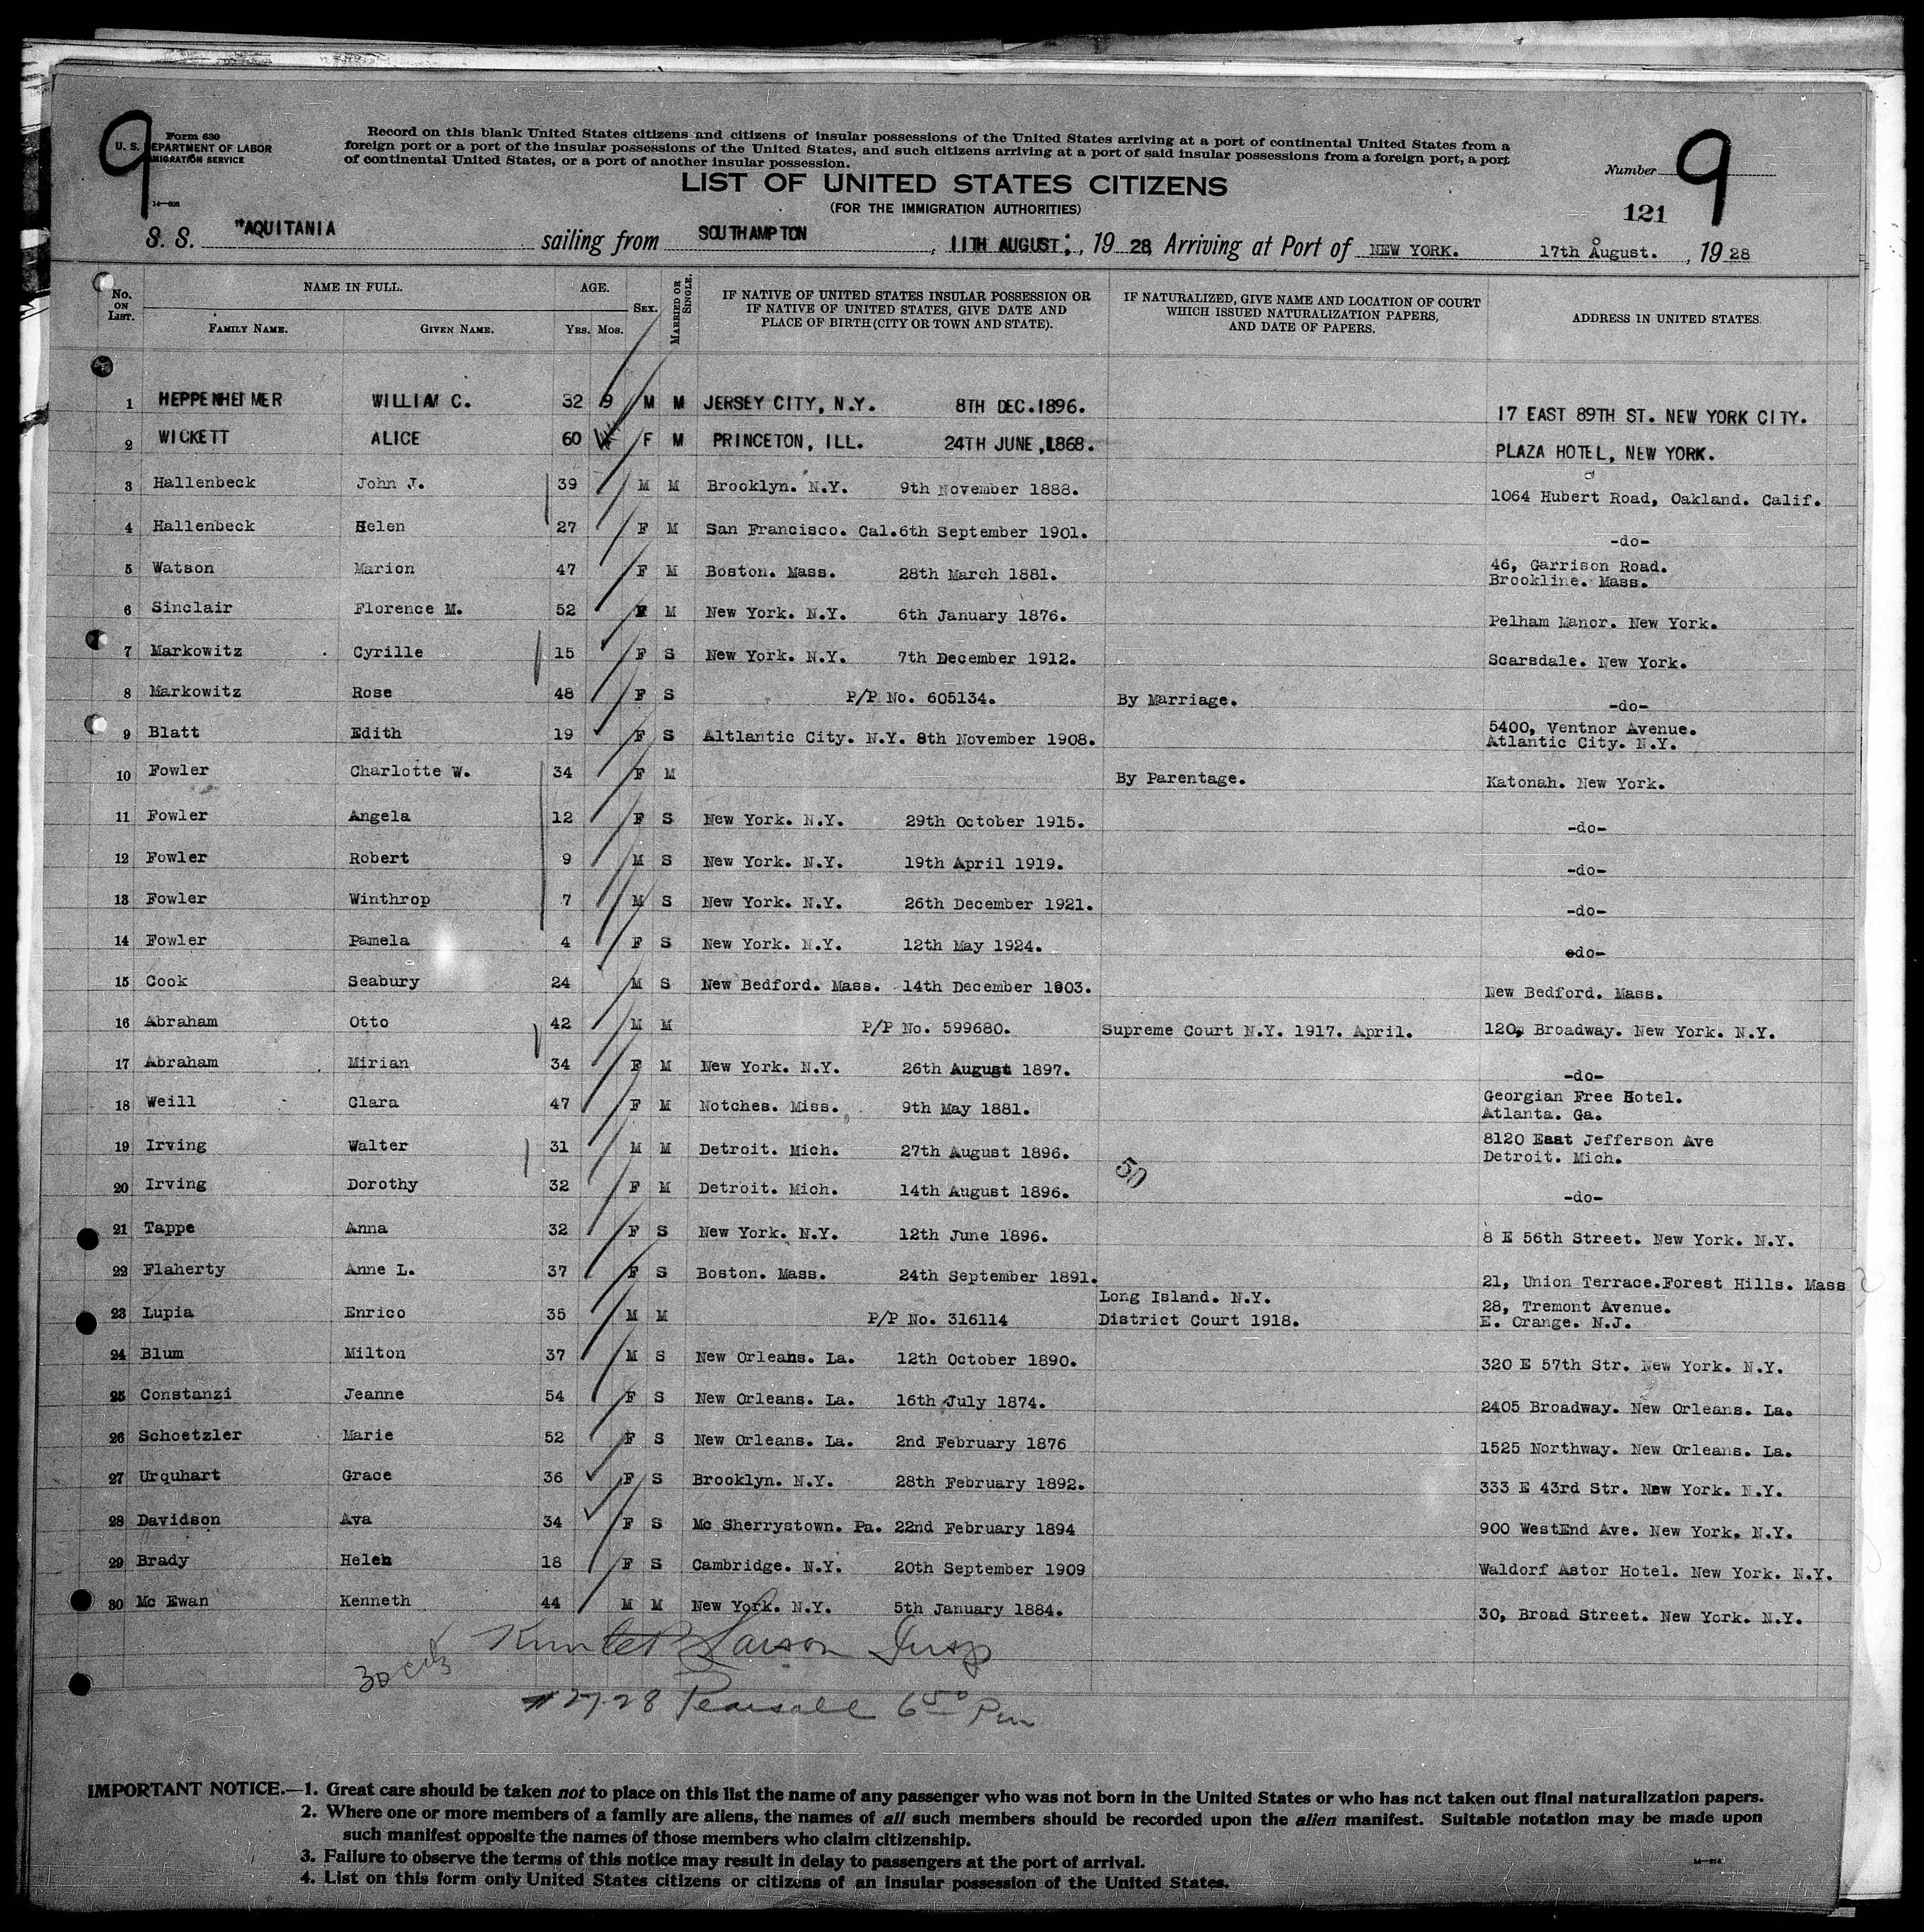 9
Form 630
U. S. DEPARTMENT OF LABOR
IMMIGRATION SERVICE
Record on this blank United States citizens and citizens of insular possessions of the United States arriving at a port of continental United States from a
foreign port or a port of the insular possessions of the United States, and such citizens arriving at a port of said insular possessions from a foreign port, a port
of continental United States, or a port of another insular possession.
Number 9
LIST OF UNITED STATES CITIZENS
(FOR THE IMMIGRATION AUTHORITIES)
121
S. S. "AQUITANIA sailing from SOUTHAMPTON, 11TH AUGUST, 1928, Arriving at Port of NEW YORK. 17th August., 1928
No. ON LIST. NAME IN FULL. AGE. SEX. MARRIED OR SINGLE. IF NATIVE OF UNITED STATES INSULAR POSSESSION OR IF NATIVE OF UNITED STATES, GIVE DATE AND PLACE OF BIRTH (CITY OR TOWN AND STATE). IF NATURALIZED, GIVE NAME AND LOCATION OF COURT WHICH ISSUED NATURALIZATION PAPERS, AND DATE OF PAPERS. ADDRESS IN UNITED STATES.
FAMILY NAME. GIVEN NAME. YRS. MOS.
1 HEPPENHEIMER WILLIAM C. 32 9 M M JERSEY CITY, N.Y. 8TH DEC.1896. 17 EAST 89TH ST. NEW YORK CITY.
2 WICKETT ALICE 60 F M PRINCETON, ILL. 24TH JUNE,1868. PLAZA HOTEL, NEW YORK.
3 Hallenbeck John J. 39 M M Brooklyn. N.Y. 9th November 1888. 1064 Hubert Road, Oakland. Calif.
4 Hallenbeck Helen 27 F M San Francisco. Cal. 6th September 1901. -do-
5 Watson Marion 47 F M Boston. Mass. 28th March 1881. 46, Garrison Road.
Brookline. Mass.
6 Sinclair Florence M. 52 F M New York. N.Y. 6th January 1876. Pelham Manor. New York.
7 Markowitz Cyrille 15 F S New York. N.Y. 7th December 1912. Scarsdale. New York.
8 Markowitz Rose 48 F S P/P No. 605134. By Marriage. -do-
9 Blatt Edith 19 F S Altlantic City. N.Y. 8th November 1908. 5400, Ventnor Avenue.
Atlantic City. N.Y.
10 Fowler Charlotte W. 34 F M By Parentage. Katonah. New York.
11 Fowler Angela 12 F S New York. N.Y. 29th October 1915. -do-
12 Fowler Robert 9 M S New York. N.Y. 19th April 1919. -do-
13 Fowler Winthrop 7 M S New York. N.Y. 26th December 1921. -do-
14 Fowler Pamela 4 F S New York. N.Y. 12th May 1924. -do-
15 Cook Seabury 24 M S New Bedford. Mass. 14th December 1903. New Bedford. Mass.
16 Abraham Otto 42 M M P/P No. 599680. Supreme Court N.Y. 1917. April. 120, Broadway. New York. N.Y.
17 Abraham Mirian 34 F M New York. N.Y. 26th August 1897. -do-
18 Weill Clara 47 F M Notches. Miss. 9th May 1881. Georgian Free Hotel.
Atlanta. Ga.
19 Irving Walter 31 M M Detroit. Mich. 27th August 1896. 8120 East Jefferson Ave
Detroit. Mich.
50
20 Irving Dorothy 32 F M Detroit. Mich. 14th August 1896. -do-
21 Tappe Anna 32 F S New York. N.Y. 12th June 1896. 8 E 56th Street. New York. N.Y.
22 Flaherty Anne L. 37 F S Boston. Mass. 24th September 1891. 21, Union Terrace.Forest Hills. Mass
23 Lupia Enrico 35 M M P/P No. 316114 Long Island. N.Y. District Court 1918. 28, Tremont Avenue.
E. Orange. N.J.
24 Blum Milton 37 M S New Orleans. La. 12th October 1890. 320 E 57th Str. New York. N.Y.
25 Constanzi Jeanne 54 F S New Orleans. La. 16th July 1874. 2405 Broadway. New Orleans. La.
26 Schoetzler Marie 52 F S New Orleans. La. 2nd February 1876 1525 Northway. New Orleans. La.
27 Urquhart Grace 36 F S Brooklyn. N.Y. 28th February 1892. 333 E 43rd Str. New York. N.Y.
28 Davidson Ava 34 F S Mc Sherrystown. Pa. 22nd February 1894 900 WestEnd Ave. New York. N.Y.
29 Brady Helen 18 F S Cambridge. N.Y. 20th September 1909 Waldorf Astor Hotel. New York. N.Y.
30 Mc Ewan Kenneth 44 M M New York. N.Y. 5th January 1884. 30, Broad Street. New York. N.Y.
Larson Insp
30
27-28 Pearsall 6 50 Pm
IMPORTANT NOTICE.—1. Great care should be taken not to place on this list the name of any passenger who was not born in the United States or who has not taken out final naturalization papers.
2. Where one or more members of a family are aliens, the names of all such members should be recorded upon the alien manifest. Suitable notation may be made upon
such manifest opposite the names of those members who claim citizenship.
3. Failure to observe the terms of this notice may result in delay to passengers at the port of arrival.
4. List on this form only United States citizens or citizens of an insular possession of the United States.